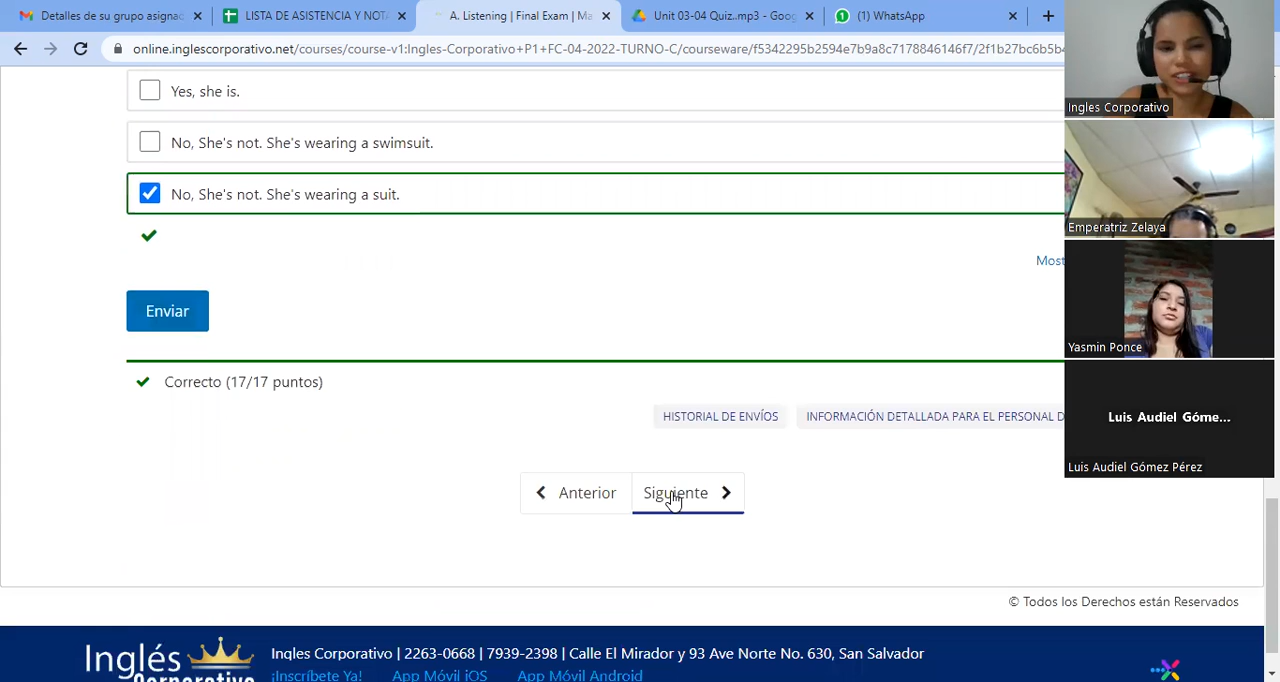 Detalles de su grupo asigna
LISTA DE ASISTENCIA Y NOTA
A. Listening | Final Exam | Ma
Unit 03-04 Quiz..mp3 - Goog
(1) WhatsApp
online.inglescorporativo.net/courses/course-v1:Ingles-Corporativo+P1+FC-04-2022-TURNO-C/courseware/f5342295b2594e7b9a8c7178846146f7/2f1b27bc6b5b4
Yes, she is.
No, She's not. She's wearing a swimsuit.
No, She's not. She's wearing a suit.
Most
Enviar
Correcto (17/17 puntos)
HISTORIAL DE ENVÍOS
INFORMACIÓN DETALLADA PARA EL PERSONAL D
Anterior
Siguiente
© Todos los Derechos están Reservados
Inglés
Corporativo
Ingles Corporativo | 2263-0668 | 7939-2398 | Calle El Mirador y 93 Ave Norte No. 630, San Salvador
¡Inscríbete Ya!
App Móvil iOS
App Móvil Android
Ingles Corporativo
Emperatriz Zelaya
Yasmin Ponce
Luis Audiel Góme...
Luis Audiel Gómez Pérez